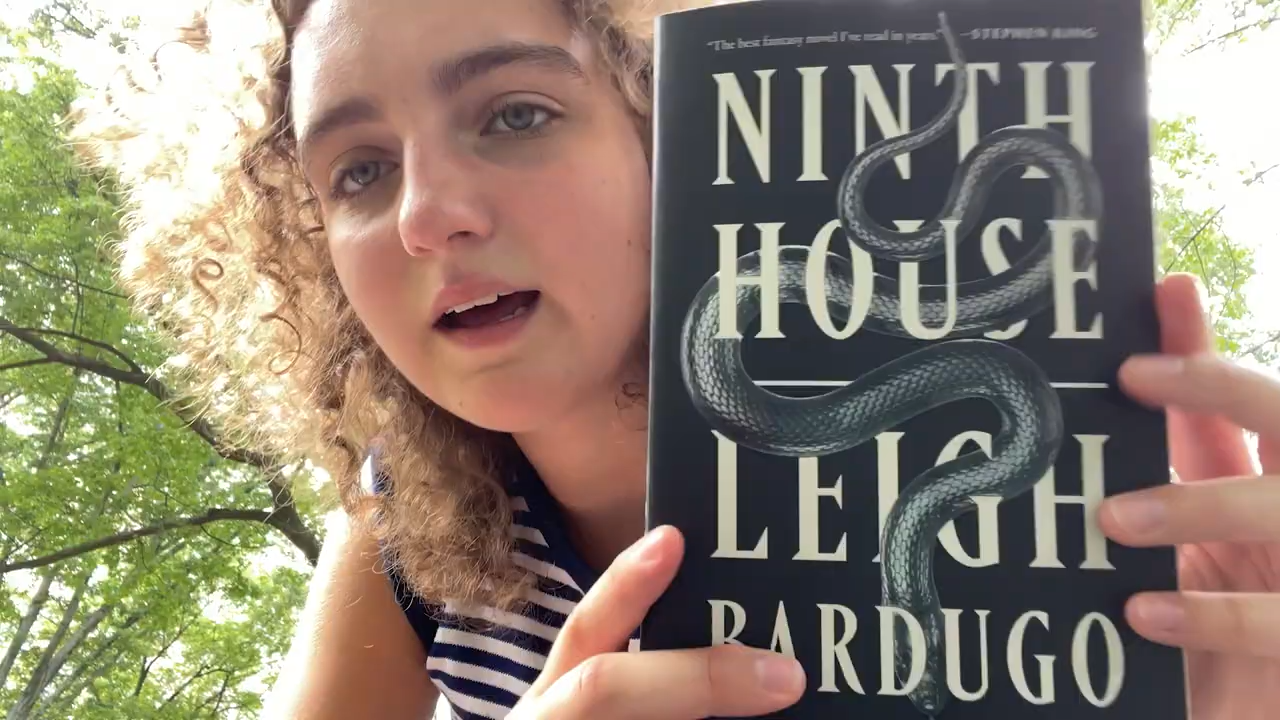 "The best fantasy novel I've read in years." —STEPHEN KING
NINTH
HOUSE
LEIGH
BARDUGO